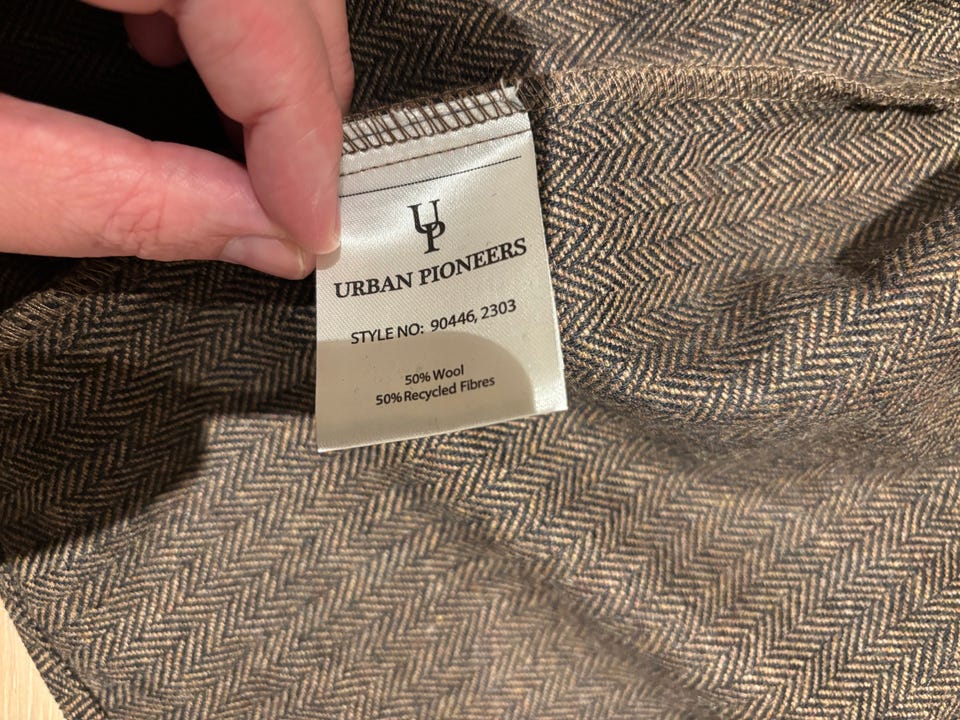 UP
URBAN PIONEERS
STYLE NO: 90446, 2303
50% Wool
50% Recycled Fibres